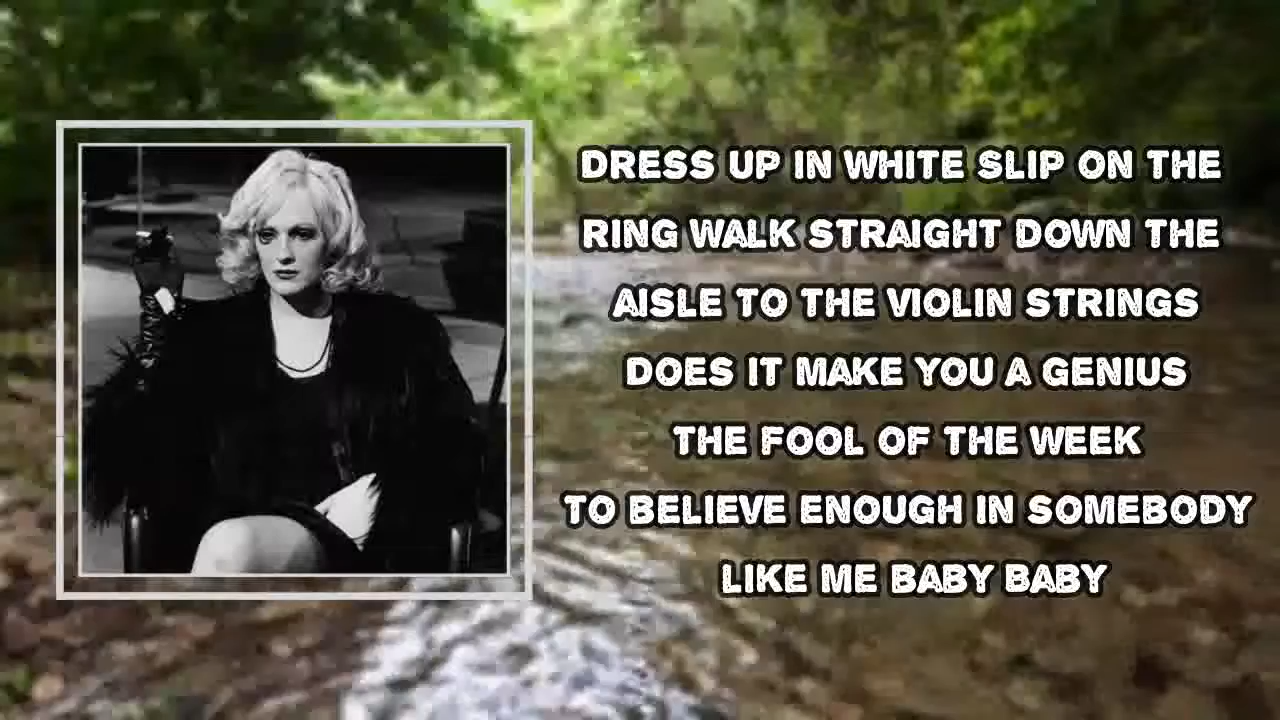 DRESS UP IN WHITE SLIP ON THE
RING WALK STRAIGHT DOWN THE
AISLE TO THE VIOLIN STRINGS
DOES IT MAKE YOU A GENIUS
THE FOOL OF THE WEEK
TO BELIEVE ENOUGH IN SOMEBODY
LIKE ME BABY BABY